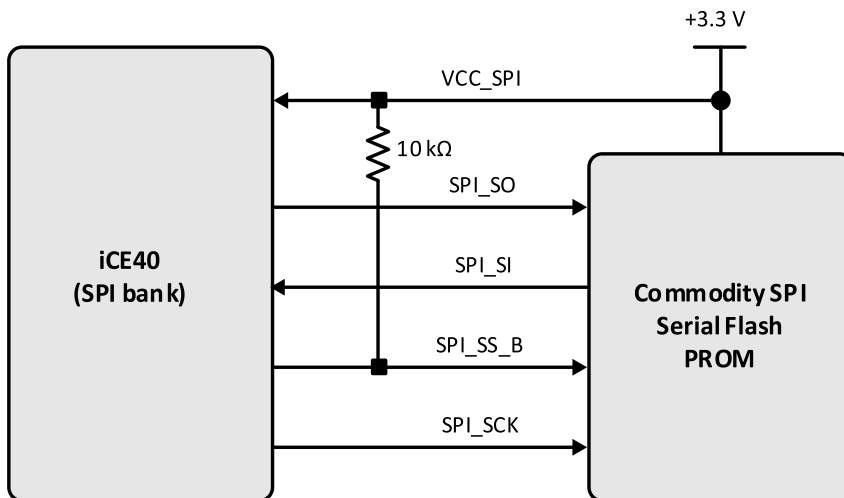 +3.3 V
VCC_SPI
10 kΩ
SPI_SO
iCE40
(SPI bank)
SPI_SI
Commodity SPI
Serial Flash
PROM
SPI_SS_B
SPI_SCK